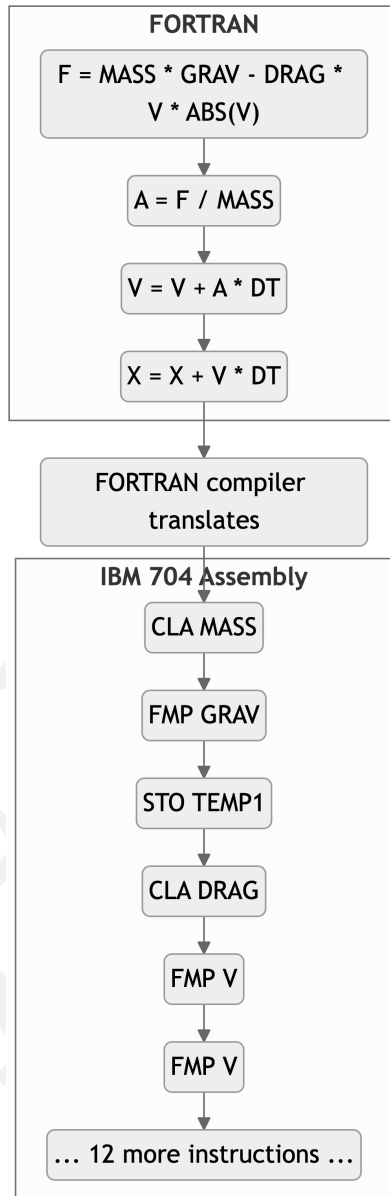 FORTRAN
F = MASS * GRAV - DRAG *
V * ABS(V)
A = F / MASS
V = V + A * DT
X = X + V * DT
FORTRAN compiler
translates
IBM 704 Assembly
CLA MASS
FMP GRAV
STO TEMP1
CLA DRAG
FMP V
FMP V
... 12 more instructions ...